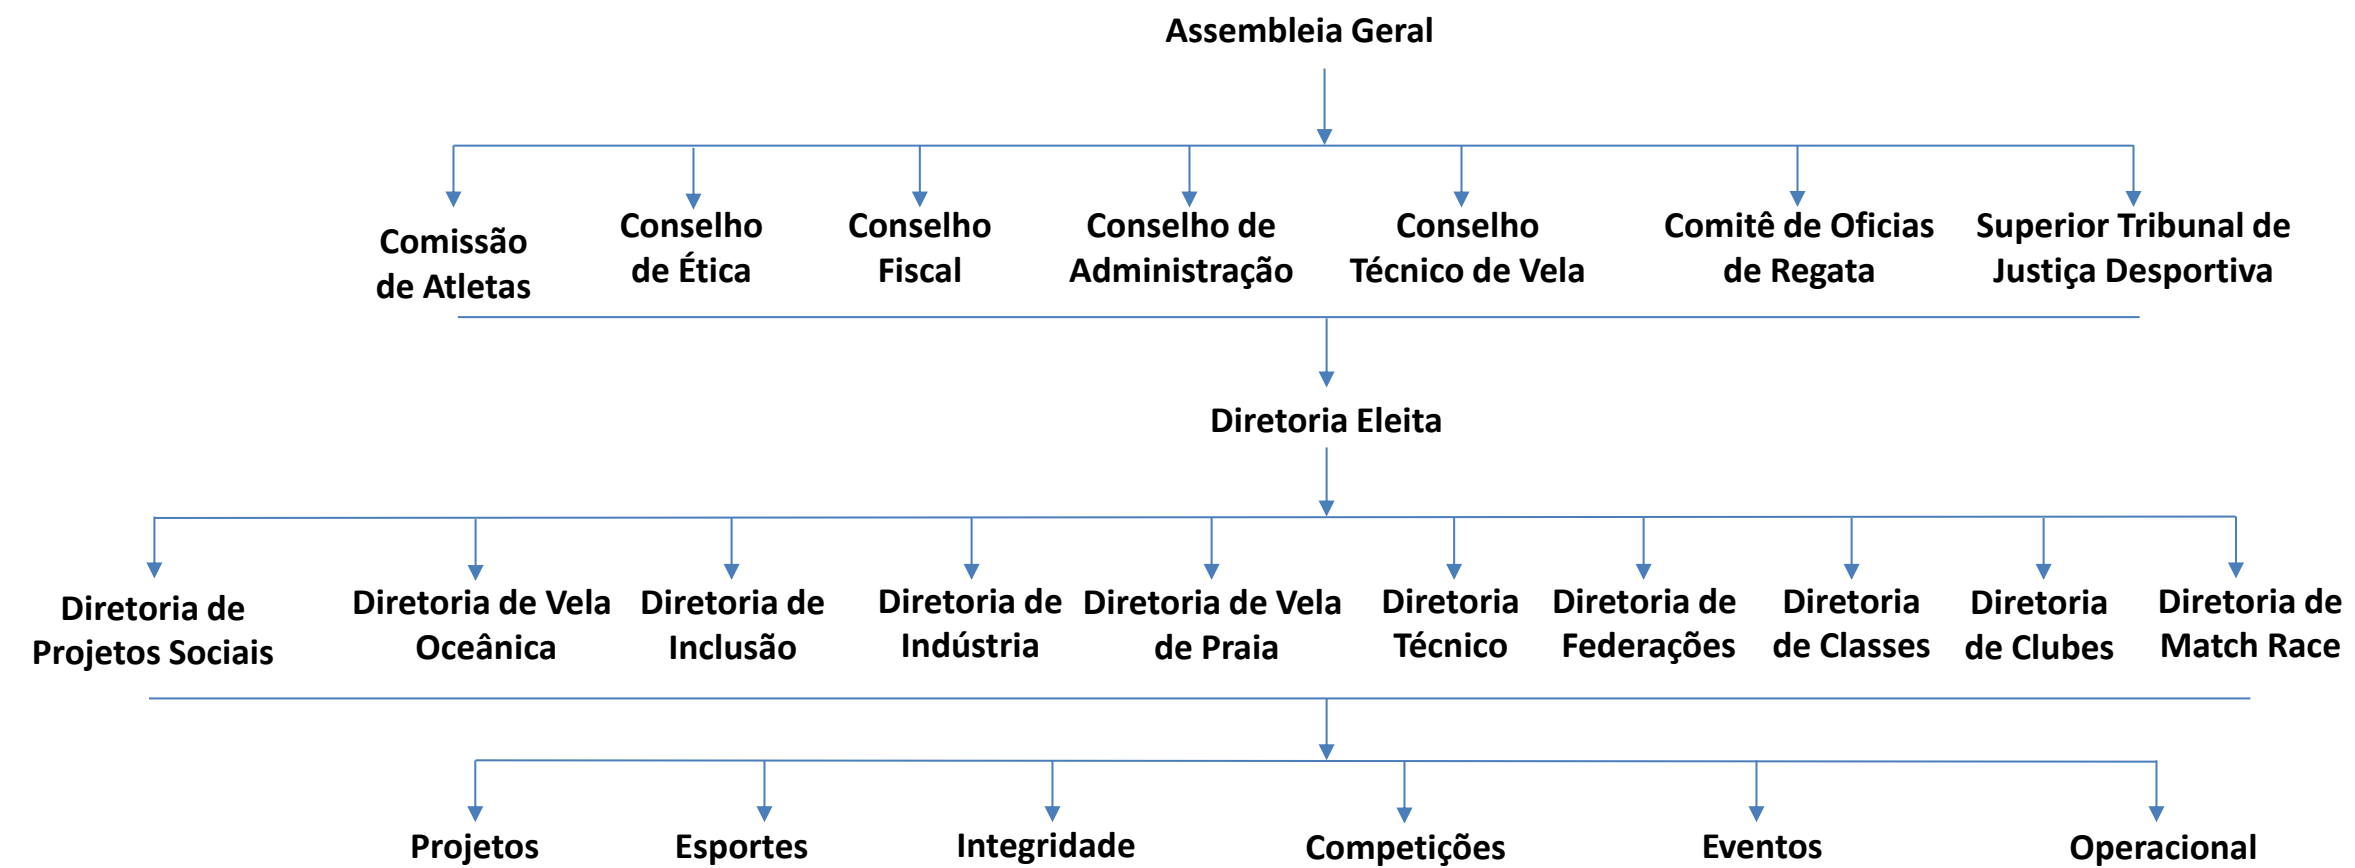 Assembleia Geral
Comissão
de Atletas
Conselho
de Ética
Conselho
Fiscal
Conselho de
Administração
Conselho
Técnico de Vela
Comitê de Oficias
de Regata
Superior Tribunal de
Justiça Desportiva
Diretoria Eleita
Diretoria de
Projetos Sociais
Diretoria de Vela
Oceânica
Diretoria de
Inclusão
Diretoria de
Indústria
Diretoria de Vela
de Praia
Diretoria
Técnico
Diretoria de
Federações
Diretoria
de Classes
Diretoria
de Clubes
Diretoria de
Match Race
Projetos
Esportes
Integridade
Competições
Eventos
Operacional